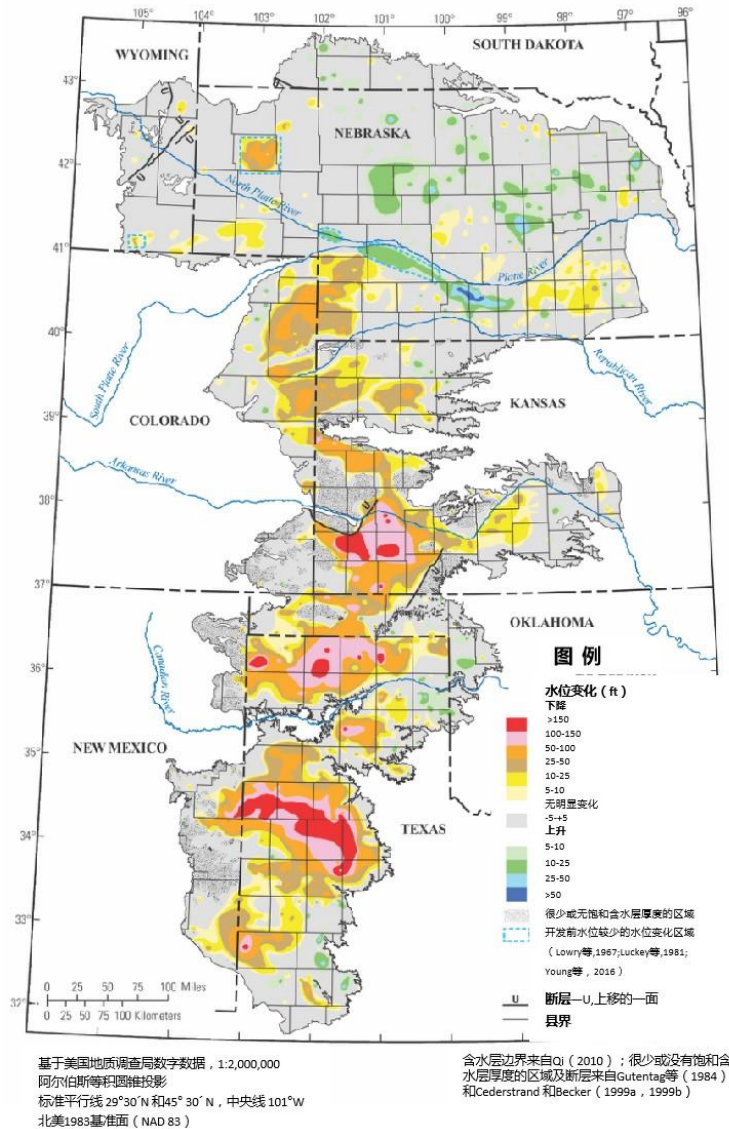 105° 104° 103° 102° 101° 100° 99° 98° 97° 96°
WYOMING
SOUTH DAKOTA
43°
NEBRASKA
42°
North Platte River
41°
Plone River
40°
South Platte River
Republican River
39°
COLORADO
KANSAS
Arkansas River
38°
U
37°
OKLAHOMA
36°
Canadian River
35°
NEW MEXICO
TEXAS
34°
33°
32°
0 25 50 75 100 Miles
0 25 50 75 100 Kilometers
图 例
水位变化（ft）
下降
>150
100-150
50-100
25-50
10-25
5-10
无明显变化
-5-+5
上升
5-10
10-25
25-50
>50
很少或无饱和含水层厚度的区域
开发前水位较少的水位变化区域
（Lowry等,1967;Luckey等,1981;
Young等，2016）
U 断层—U,上移的一面
县界
基于美国地质调查局数字数据，1:2,000,000
阿尔伯斯等积圆锥投影
标准平行线 29°30´N 和45° 30´ N，中央线 101°W
北美1983基准面（NAD 83）
含水层边界来自Qi（2010）；很少或没有饱和含
水层厚度的区域及断层来自Gutentag等（1984）
和Cederstrand 和Becker（1999a，1999b）